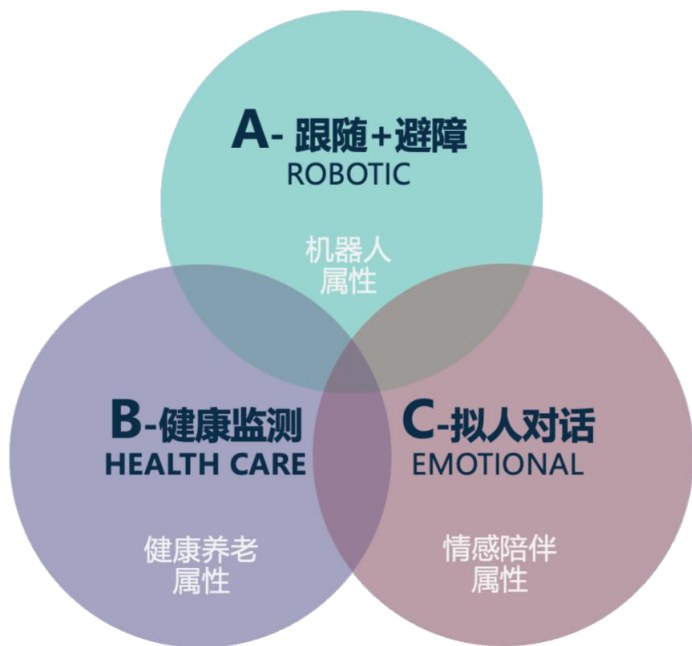 A- 跟随+避障
ROBOTIC
机器人
属性
B-健康监测
HEALTH CARE
健康养老
属性
C-拟人对话
EMOTIONAL
情感陪伴
属性